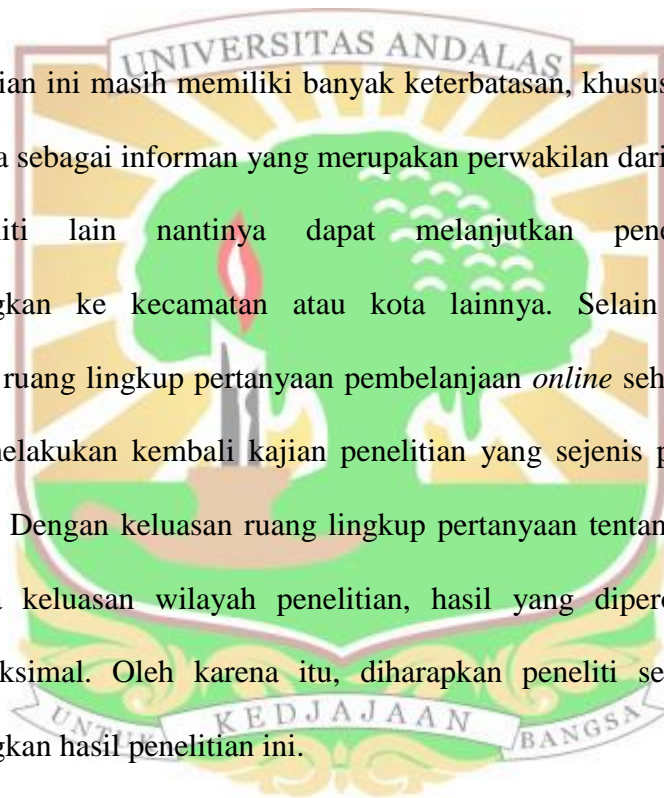 UNIVERSITAS ANDALAS
ian ini masih memiliki banyak keterbatasan, khusus
a sebagai informan yang merupakan perwakilan dari
iti lain nantinya dapat melanjutkan pene
gkan ke kecamatan atau kota lainnya. Selain
ruang lingkup pertanyaan pembelanjaan online seh
nelakukan kembali kajian penelitian yang sejenis p
Dengan keluasan ruang lingkup pertanyaan tentan
a keluasan wilayah penelitian, hasil yang dipero
ksimal. Oleh karena itu, diharapkan peneliti se
gkan hasil penelitian ini.
UNTUK KEDJAJAAN BANGSA